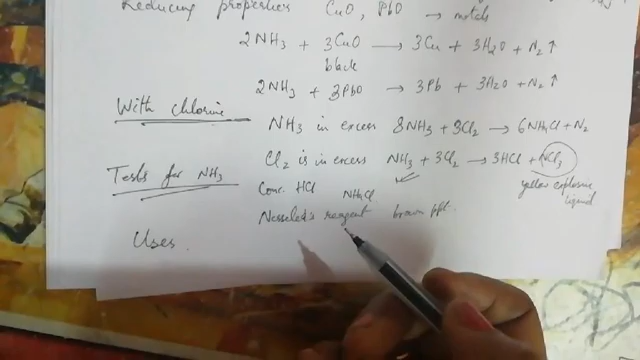 Reducing properties CuO, PbO → metals
2NH3 + 3CuO → 3Cu + 3H2O + N2↑
black
2NH3 + 3PbO → 3Pb + 3H2O + N2↑
With Chlorine
NH3 in excess 8NH3 + 3Cl2 → 6NH4Cl + N2
Tests for NH3
Cl2 is in excess NH3 + 3Cl2 → 3HCl + NCl3
yellow explosive
liquid
Conc. HCl NH4Cl
Nessler's reagent brown ppt.
Uses.